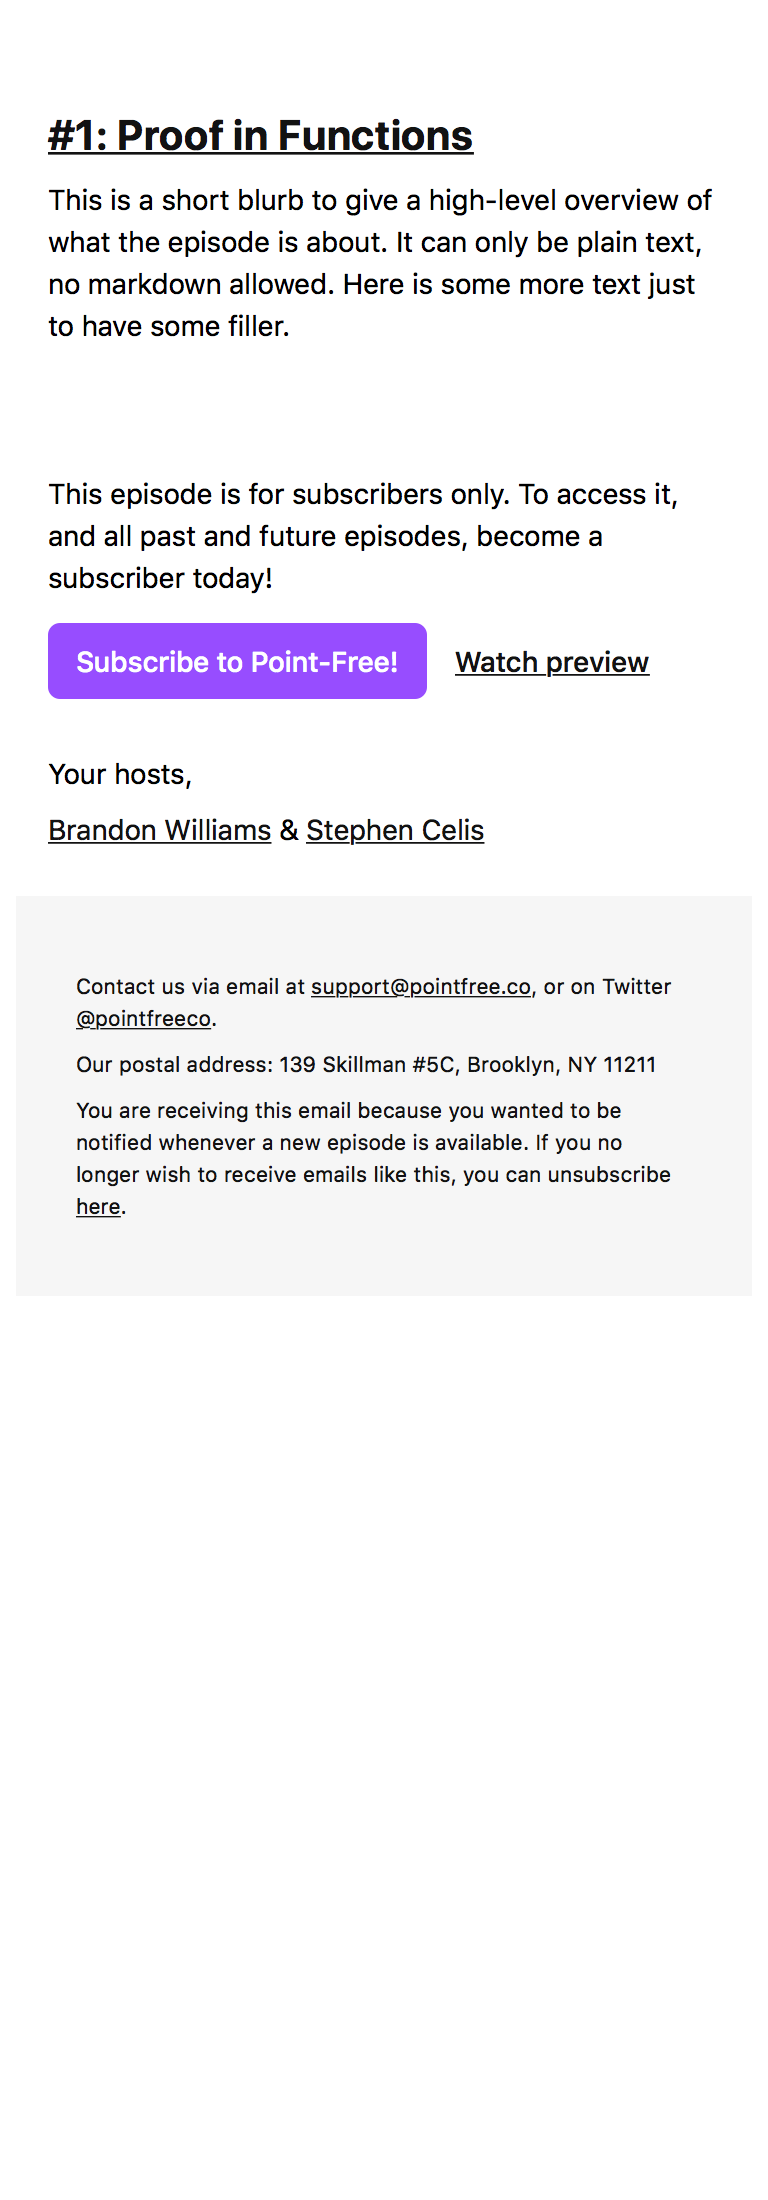 #1: Proof in Functions
This is a short blurb to give a high-level overview of
what the episode is about. It can only be plain text,
no markdown allowed. Here is some more text just
to have some filler.
This episode is for subscribers only. To access it,
and all past and future episodes, become a
subscriber today!
Subscribe to Point-Free! Watch preview
Your hosts,
Brandon Williams & Stephen Celis
Contact us via email at support@pointfree.co, or on Twitter
@pointfreeco.
Our postal address: 139 Skillman #5C, Brooklyn, NY 11211
You are receiving this email because you wanted to be
notified whenever a new episode is available. If you no
longer wish to receive emails like this, you can unsubscribe
here.